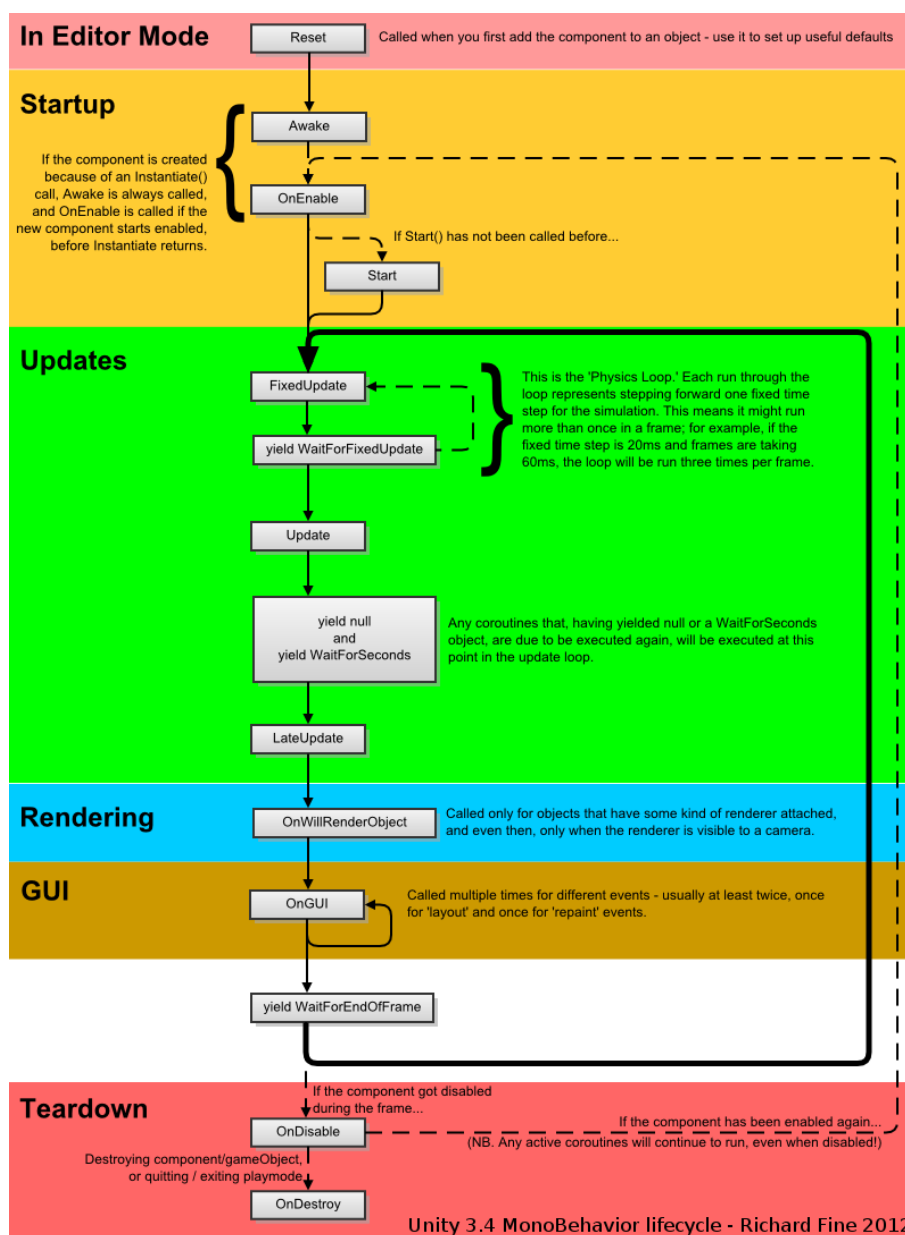 In Editor Mode
Reset
Called when you first add the component to an object - use it to set up useful defaults
Startup
Awake
If the component is created
because of an Instantiate()
call, Awake is always called,
and OnEnable is called if the
new component starts enabled,
before Instantiate returns.
OnEnable
If Start() has not been called before...
Start
Updates
FixedUpdate
yield WaitForFixedUpdate
This is the 'Physics Loop.' Each run through the
loop represents stepping forward one fixed time
step for the simulation. This means it might run
more than once in a frame; for example, if the
fixed time step is 20ms and frames are taking
60ms, the loop will be run three times per frame.
Update
yield null
and
yield WaitForSeconds
Any coroutines that, having yielded null or a WaitForSeconds
object, are due to be executed again, will be executed at this
point in the update loop.
LateUpdate
Rendering
OnWillRenderObject
Called only for objects that have some kind of renderer attached,
and even then, only when the renderer is visible to a camera.
GUI
OnGUI
Called multiple times for different events - usually at least twice, once
for 'layout' and once for 'repaint' events.
yield WaitForEndOfFrame
Teardown
If the component got disabled
during the frame...
OnDisable
If the component has been enabled again...
(NB. Any active coroutines will continue to run, even when disabled!)
Destroying component/gameObject,
or quitting / exiting playmode
OnDestroy
Unity 3.4 MonoBehavior lifecycle - Richard Fine 2012